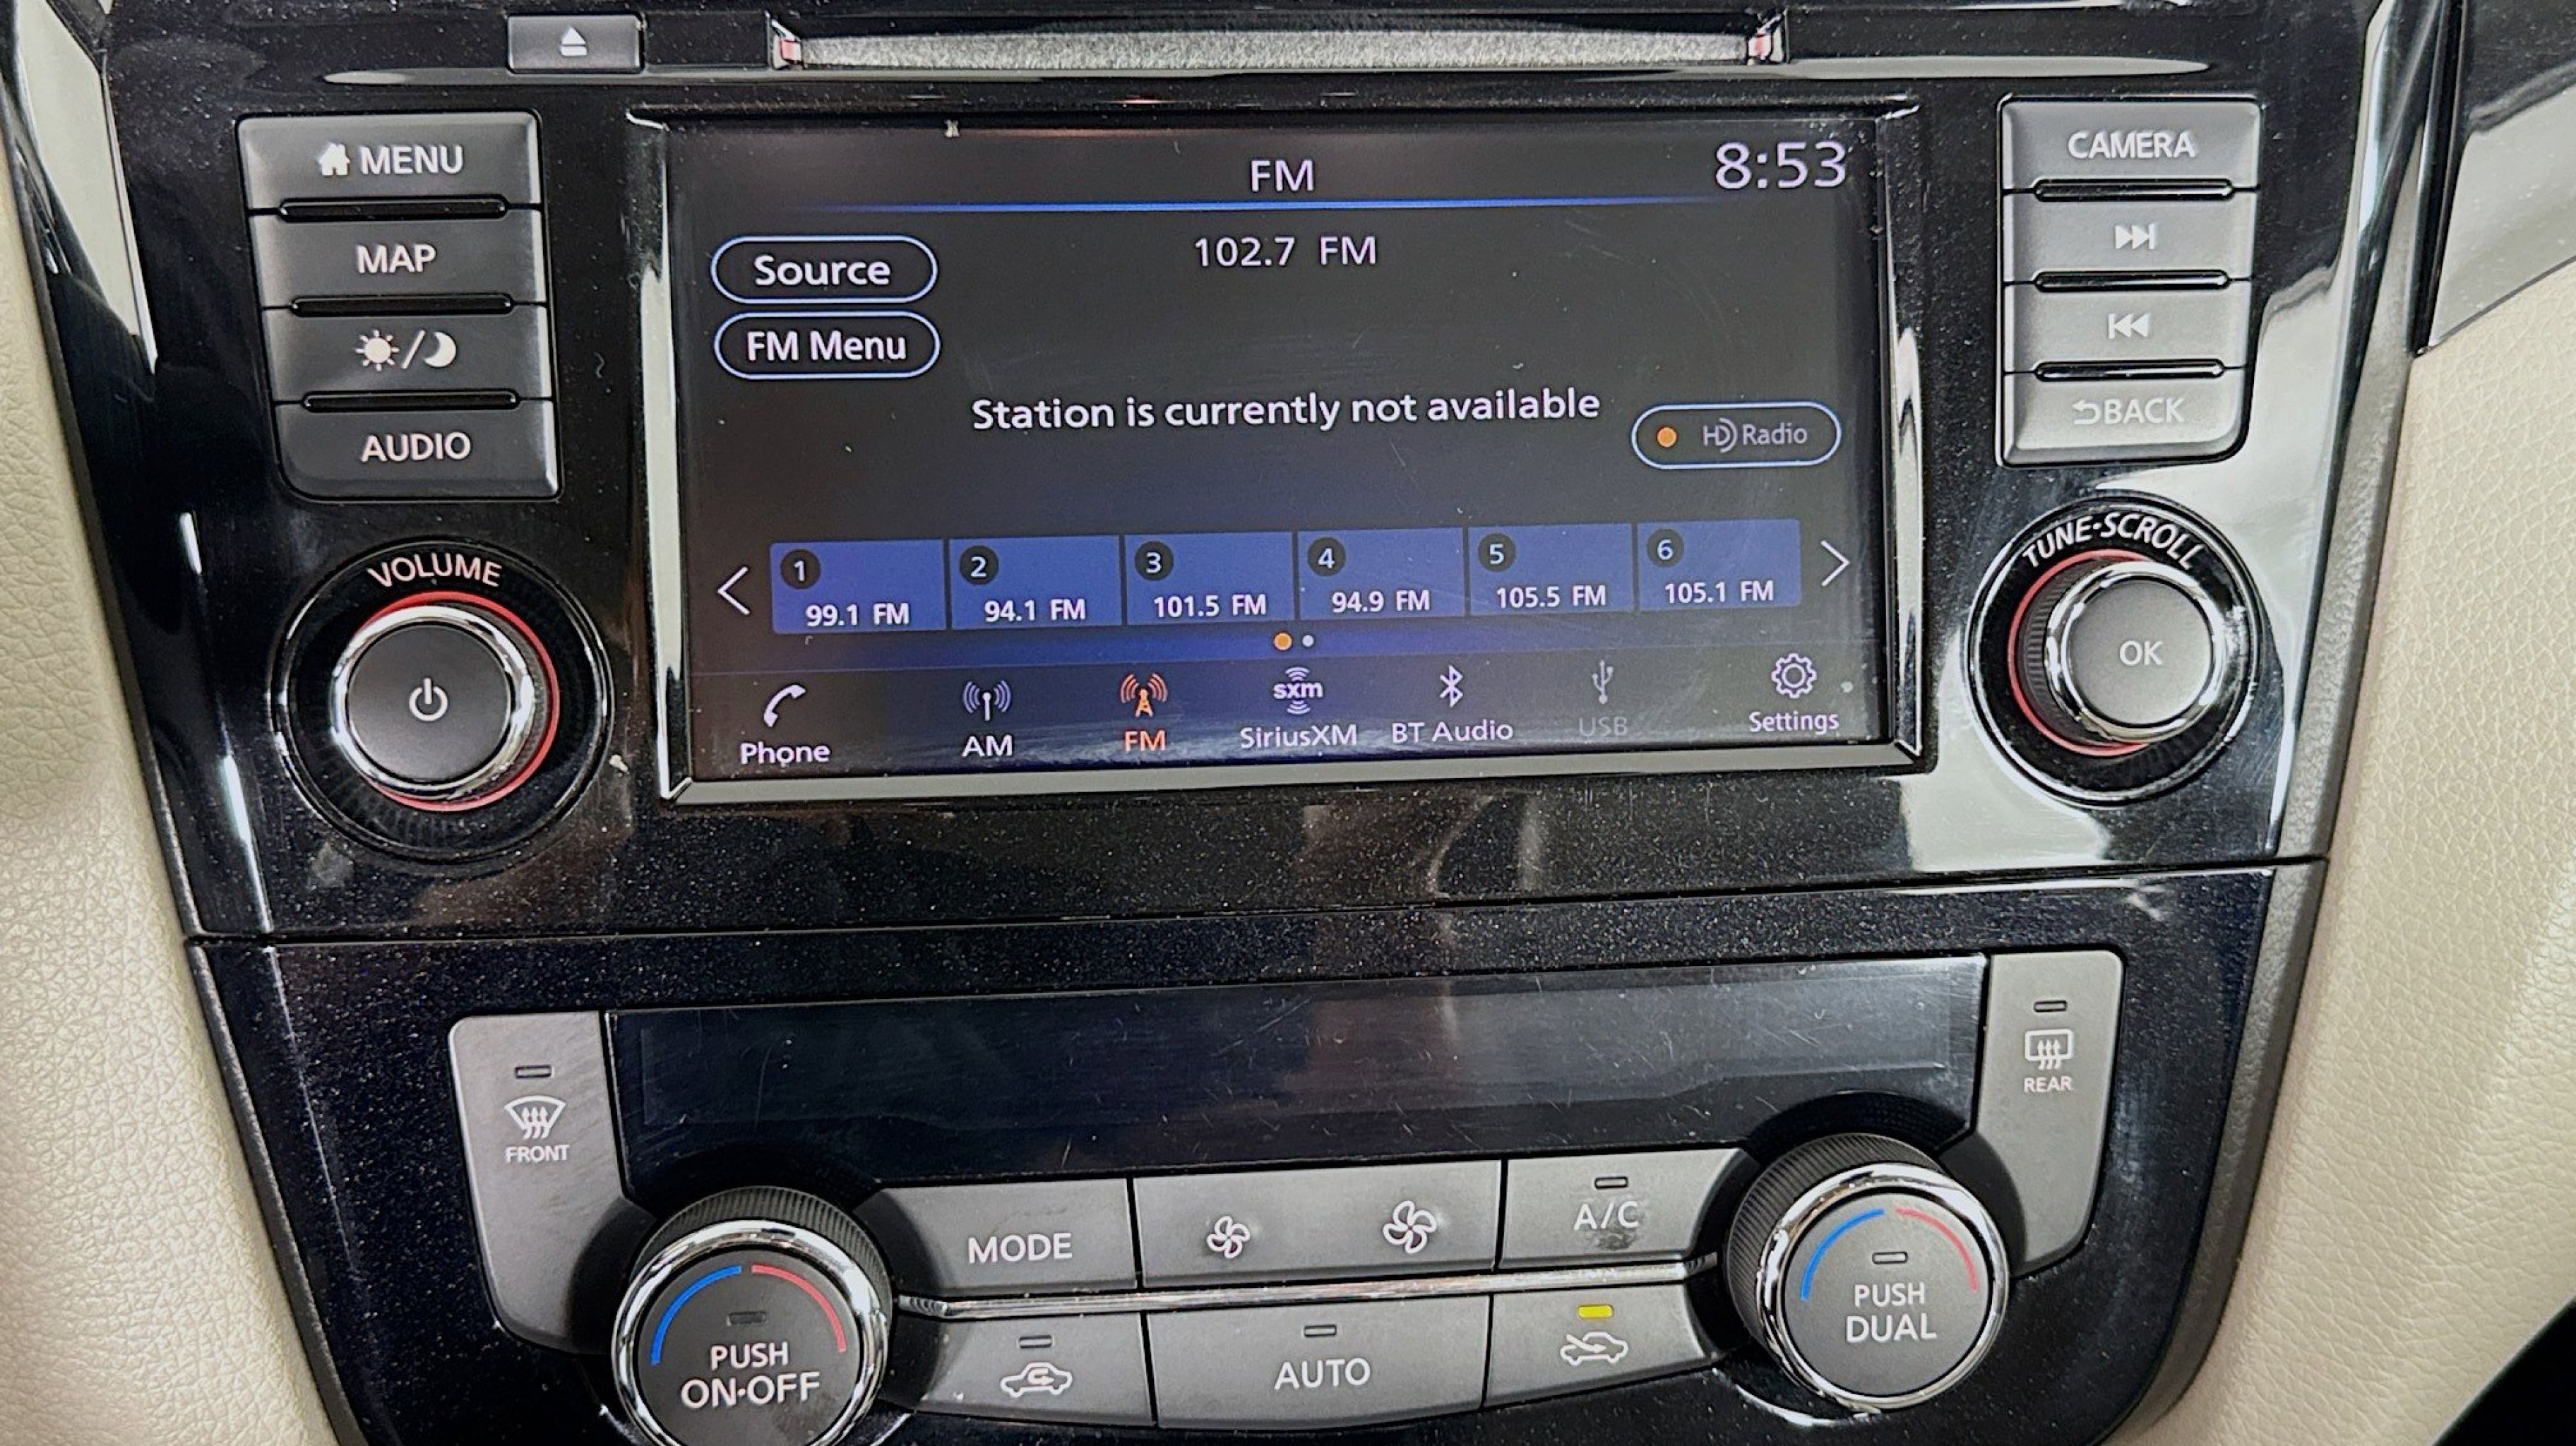 MENU
MAP
AUDIO
VOLUME
FM
8:53
102.7 FM
Source
FM Menu
Station is currently not available
HD Radio
1
99.1 FM
2
94.1 FM
3
101.5 FM
4
94.9 FM
5
105.5 FM
6
105.1 FM
Phone
AM
FM
sxm
SiriusXM
BT Audio
USB
Settings
CAMERA
BACK
TUNE·SCROLL
OK
FRONT
REAR
MODE
A/C
PUSH
ON·OFF
AUTO
PUSH
DUAL